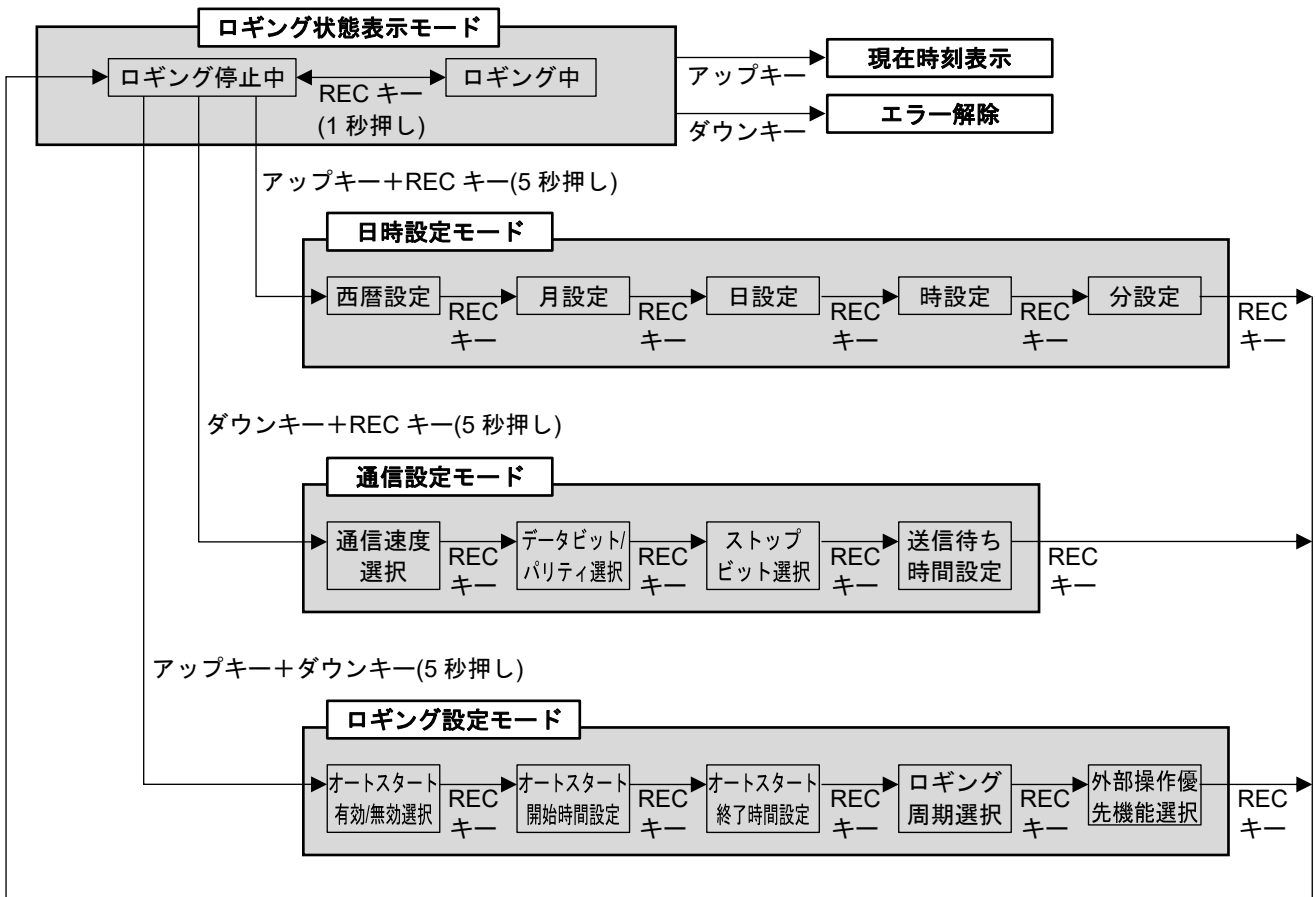 ロギング状態表示モード
ロギング停止中
ロギング中
REC キー
(1 秒押し)
アップキー
現在時刻表示
ダウンキー
エラー解除
アップキー＋REC キー(5 秒押し)
日時設定モード
西暦設定
REC
キー
月設定
REC
キー
日設定
REC
キー
時設定
REC
キー
分設定
REC
キー
ダウンキー＋REC キー(5 秒押し)
通信設定モード
通信速度
選択
REC
キー
データビット/
パリティ選択
REC
キー
ストップ
ビット選択
REC
キー
送信待ち
時間設定
REC
キー
アップキー＋ダウンキー(5 秒押し)
ロギング設定モード
オートスタート
有効/無効選択
REC
キー
オートスタート
開始時間設定
REC
キー
オートスタート
終了時間設定
REC
キー
ロギング
周期選択
REC
キー
外部操作優
先機能選択
REC
キー